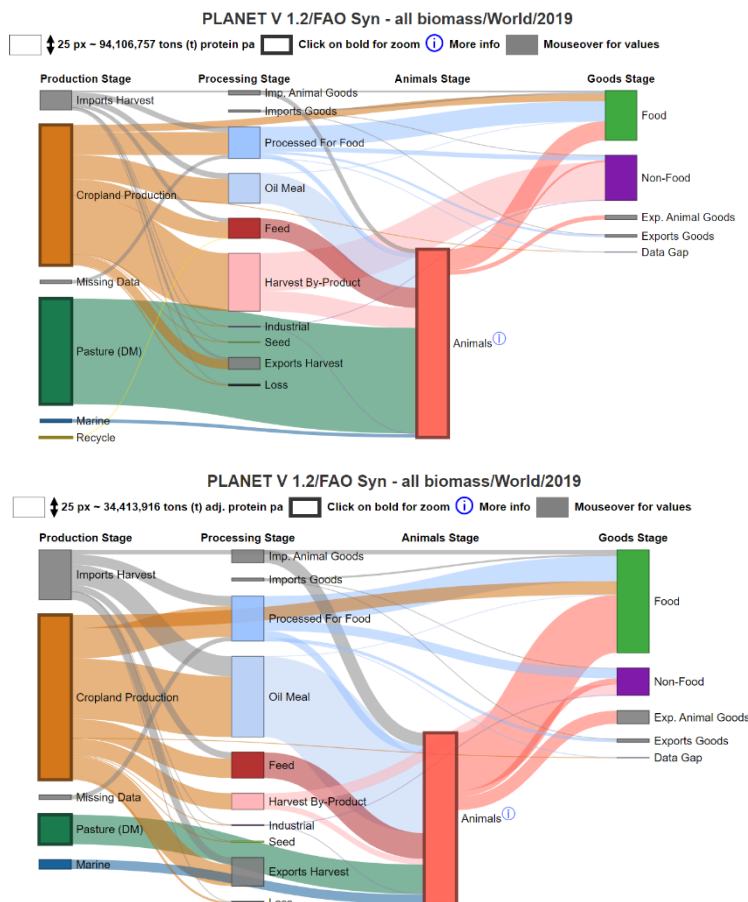 PLANET V 1.2/FAO Syn - all biomass/World/2019
25 px ~ 94,106,757 tons (t) protein pa Click on bold for zoom i More info Mouseover for values
Production Stage Processing Stage Animals Stage Goods Stage
Imports Harvest Imp. Animal Goods
Imports Goods Food
Processed For Food
Cropland Production Oil Meal Non-Food
Feed Exp. Animal Goods
Exports Goods
Missing Data Harvest By-Product Data Gap
Industrial
Pasture (DM) Seed Animals i
Exports Harvest
Loss
Marine
Recycle
PLANET V 1.2/FAO Syn - all biomass/World/2019
25 px ~ 34,413,916 tons (t) adj. protein pa Click on bold for zoom i More info Mouseover for values
Production Stage Processing Stage Animals Stage Goods Stage
Imports Harvest Imp. Animal Goods
Imports Goods Food
Processed For Food
Cropland Production Oil Meal Non-Food
Exp. Animal Goods
Feed Exports Goods
Data Gap
Missing Data Harvest By-Product
Pasture (DM) Industrial Animals i
Seed
Marine Exports Harvest